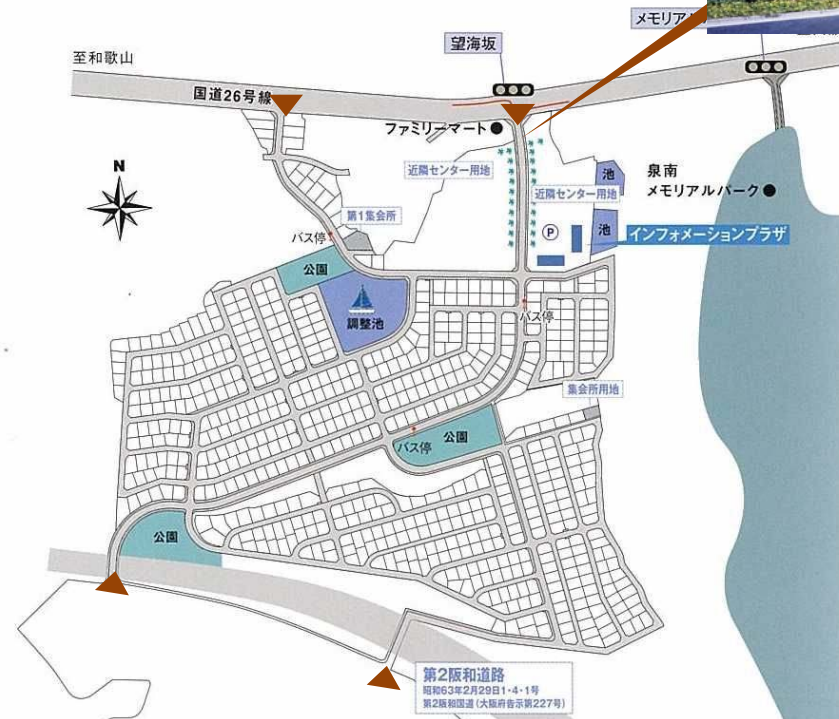 メモリアル
望海坂
至和歌山
国道26号線
ファミリーマート
近隣センター用地
池
泉南
メモリアルパーク
近隣センター用地
N
第1集会所
バス停
P
池
インフォメーションプラザ
公園
調整池
バス停
集会所用地
バス停
公園
公園
第2阪和道路
昭和63年2月29日1・4・1号
第2阪和国道(大阪府告示第227号)